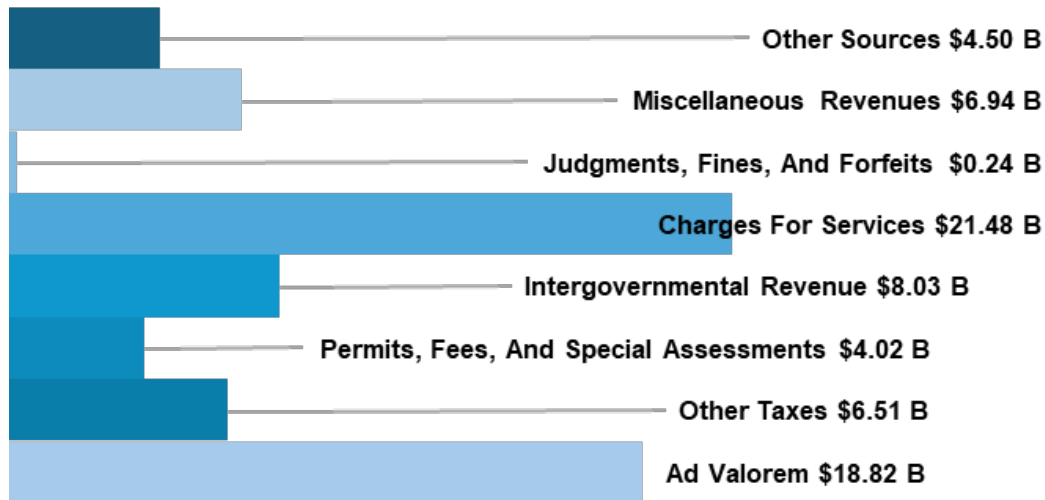 Other Sources $4.50 B
Miscellaneous Revenues $6.94 B
Judgments, Fines, And Forfeits $0.24 B
Charges For Services $21.48 B
Intergovernmental Revenue $8.03 B
Permits, Fees, And Special Assessments $4.02 B
Other Taxes $6.51 B
Ad Valorem $18.82 B